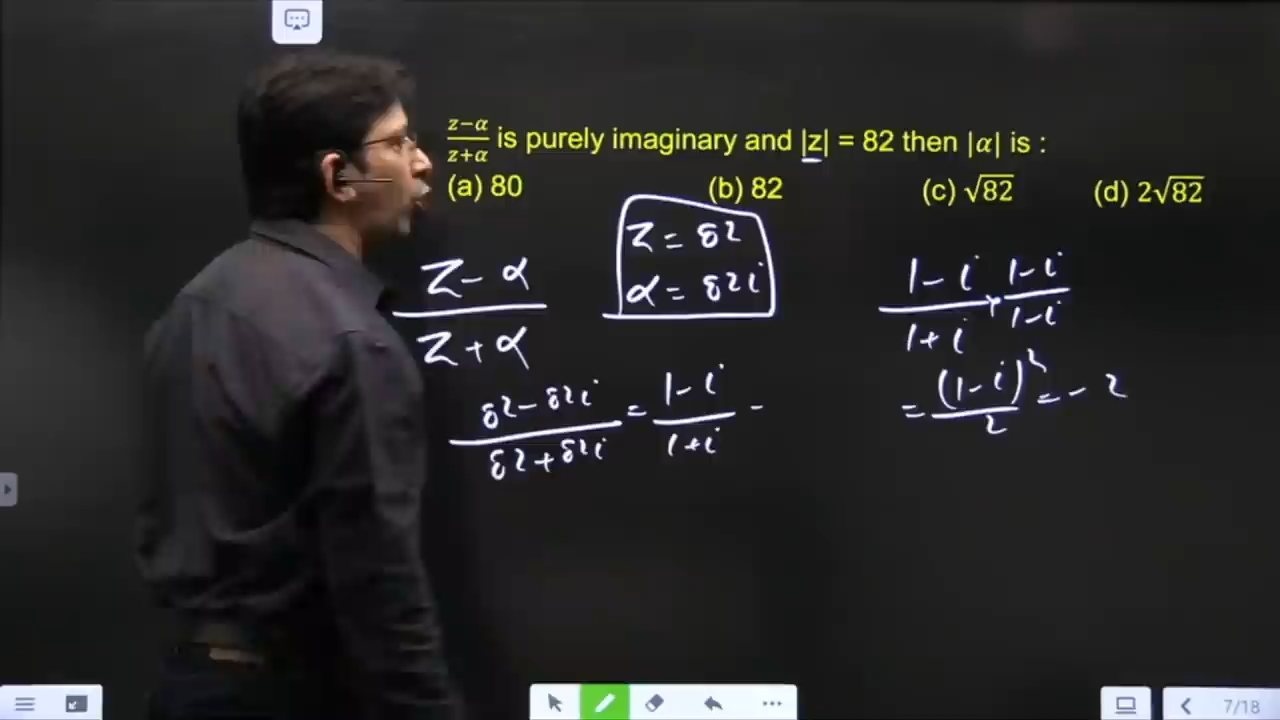 z−α/z+α is purely imaginary and |z| = 82 then |α| is :
(a) 80 (b) 82 (c) √82 (d) 2√82
z = 82
α = 82i
z − α / z + α
82 − 82i / 82 + 82i = 1 − i / 1 + i =
1 − i / 1 + i × 1 − i / 1 − i
= (1 − i)² / 2 = − 2
7/18